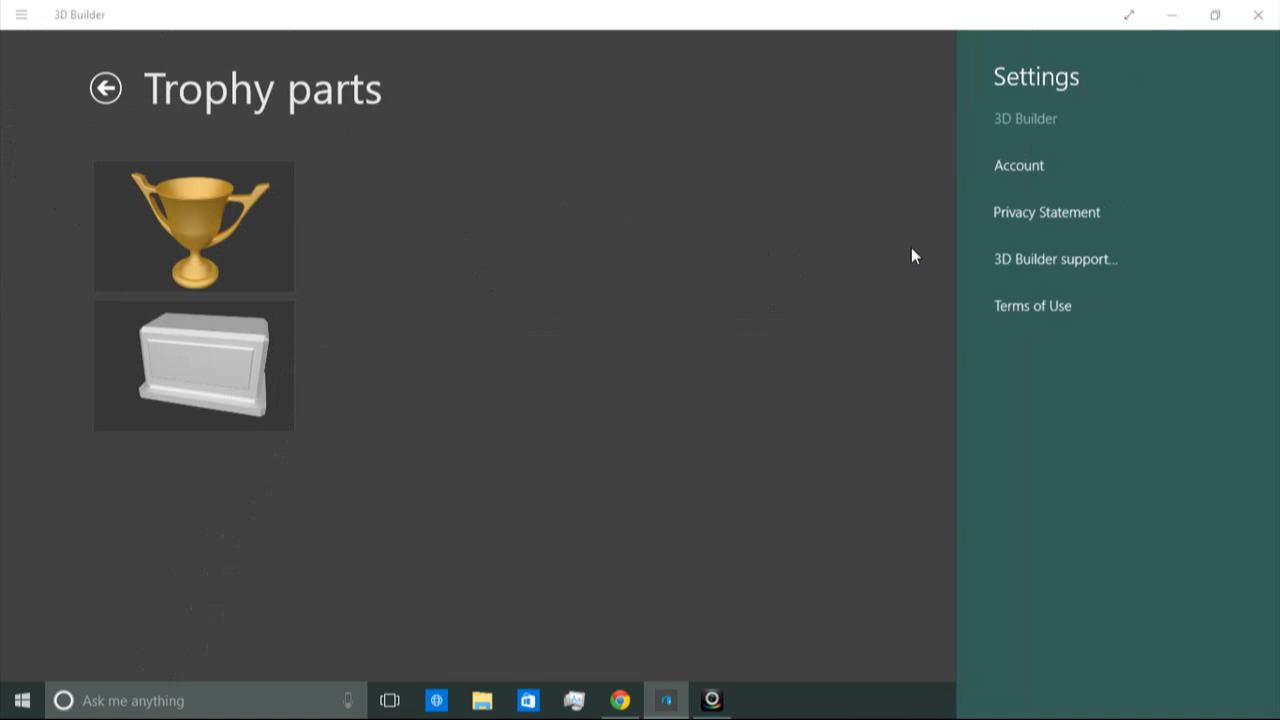 3D Builder
Trophy parts
Settings
3D Builder
Account
Privacy Statement
3D Builder support...
Terms of Use
Ask me anything